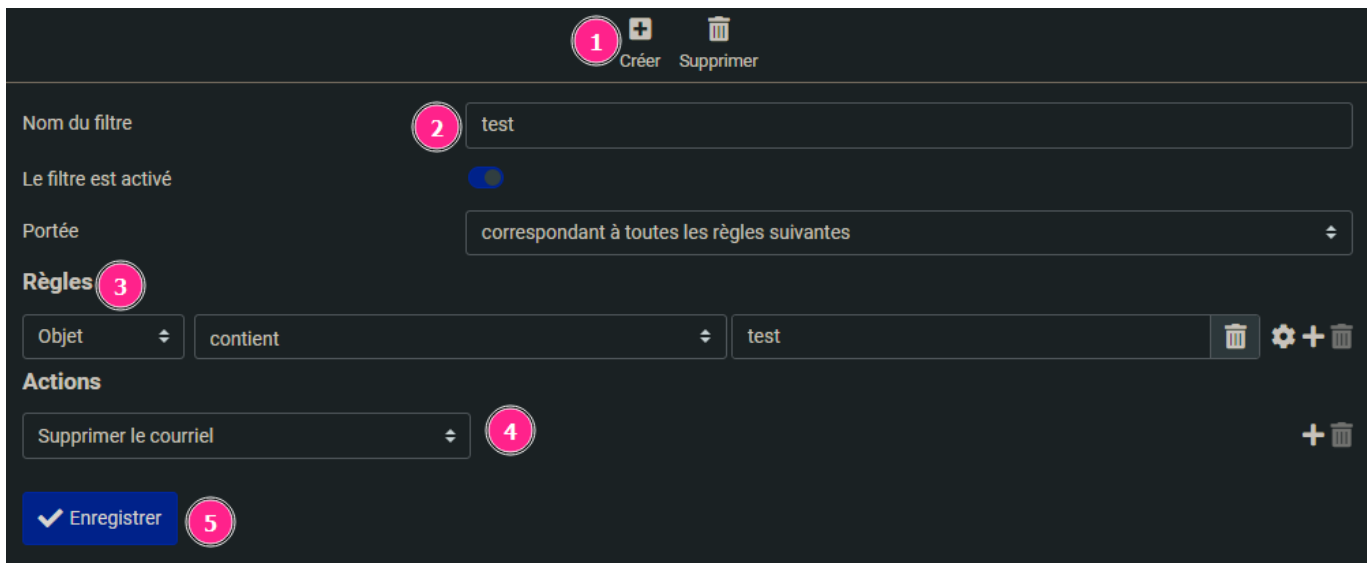 1 Créer Supprimer
Nom du filtre 2 test
Le filtre est activé
Portée correspondant à toutes les règles suivantes
Règles 3
Objet contient test
Actions
Supprimer le courriel 4
Enregistrer 5